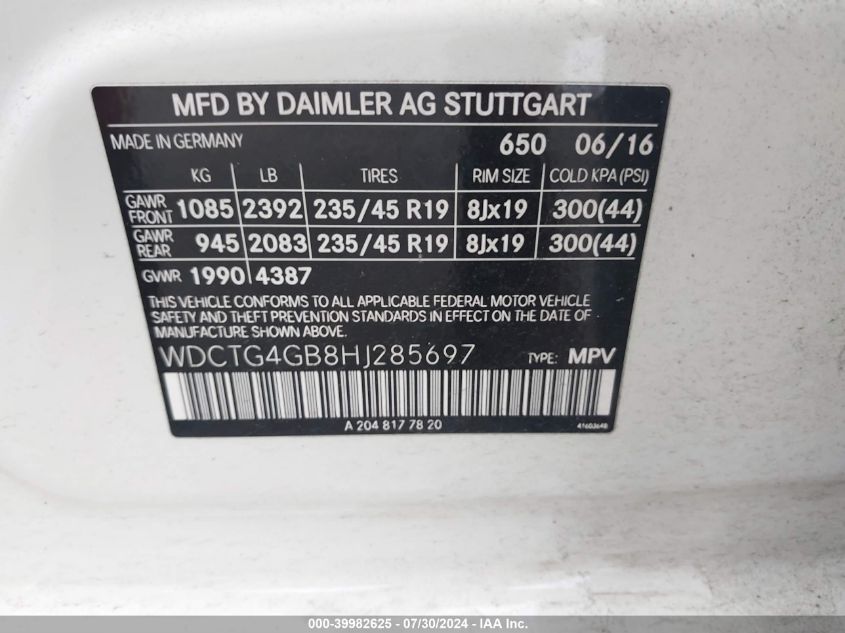 MFD BY DAIMLER AG STUTTGART
MADE IN GERMANY 650 06/16
KG LB TIRES RIM SIZE COLD KPA (PSI)
GAWR FRONT 1085 2392 235/45 R19 8Jx19 300(44)
GAWR REAR 945 2083 235/45 R19 8Jx19 300(44)
GVWR 1990 4387
THIS VEHICLE CONFORMS TO ALL APPLICABLE FEDERAL MOTOR VEHICLE
SAFETY AND THEFT PREVENTION STANDARDS IN EFFECT ON THE DATE OF
MANUFACTURE SHOWN ABOVE.
WDCTG4GB8HJ285697 TYPE: MPV
A 204 817 78 20
000-39982625 - 07/30/2024 - IAAI.com.